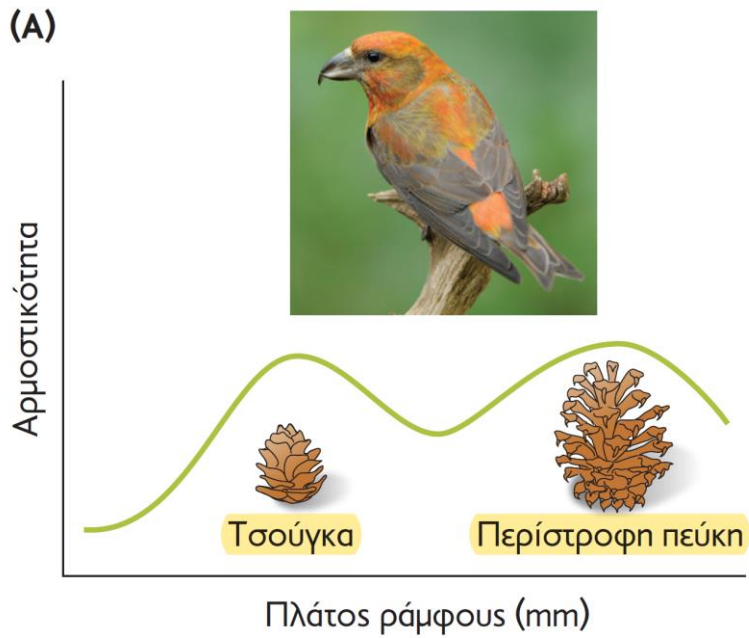 (A)
Αρμοστικότητα
Τσούγκα
Περίστροφη πεύκη
Πλάτος ράμφους (mm)